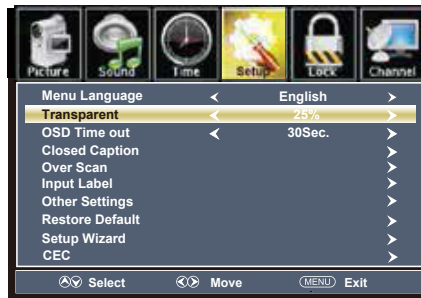 Picture Sound Time Setup Lock Channel
Menu Language English
Transparent 25%
OSD Time out 30Sec.
Closed Caption
Over Scan
Input Label
Other Settings
Restore Default
Setup Wizard
CEC
Select Move MENU Exit